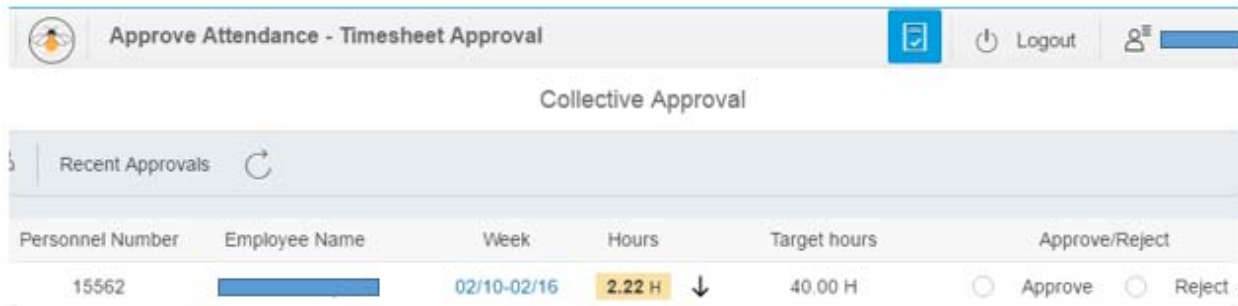 Approve Attendance - Timesheet Approval Logout
Collective Approval
Recent Approvals
Personnel Number Employee Name Week Hours Target hours Approve/Reject
15562 02/10-02/16 2.22 H ↓ 40.00 H Approve Reject